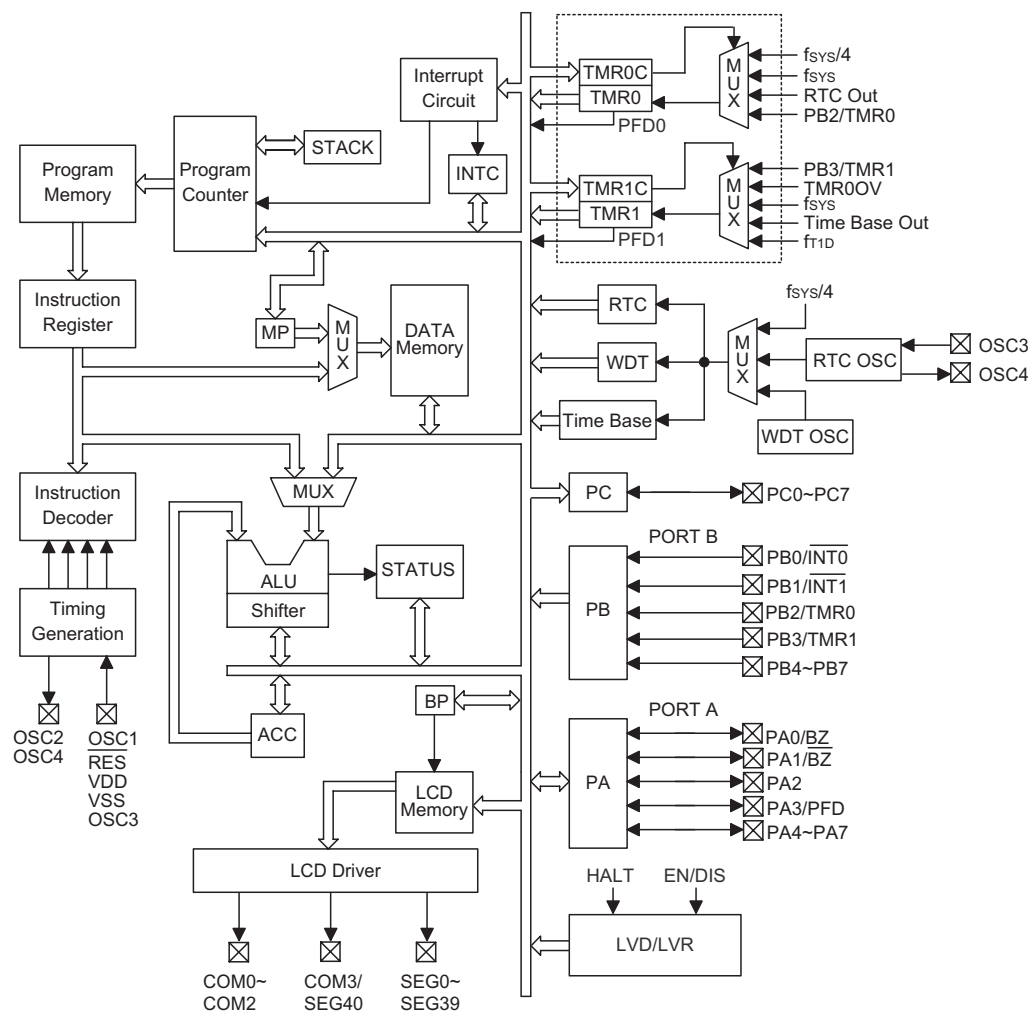 Interrupt
Circuit
STACK
Program
Memory
Program
Counter
INTC
Instruction
Register
MP
MUX
DATA
Memory
Instruction
Decoder
MUX
ALU
Shifter
STATUS
Timing
Generation
OSC2
OSC4
OSC1
RES
VDD
VSS
OSC3
ACC
BP
LCD
Memory
LCD Driver
COM0~
COM2
COM3/
SEG40
SEG0~
SEG39
TMR0C
TMR0
PFD0
MUX
fSYS/4
fSYS
RTC Out
PB2/TMR0
TMR1C
TMR1
PFD1
MUX
PB3/TMR1
TMR0OV
fSYS
Time Base Out
fT1D
RTC
WDT
Time Base
MUX
fSYS/4
RTC OSC
OSC3
OSC4
WDT OSC
PC
PC0~PC7
PORT B
PB
PB0/INT0
PB1/INT1
PB2/TMR0
PB3/TMR1
PB4~PB7
PORT A
PA
PA0/BZ
PA1/BZ
PA2
PA3/PFD
PA4~PA7
HALT
EN/DIS
LVD/LVR